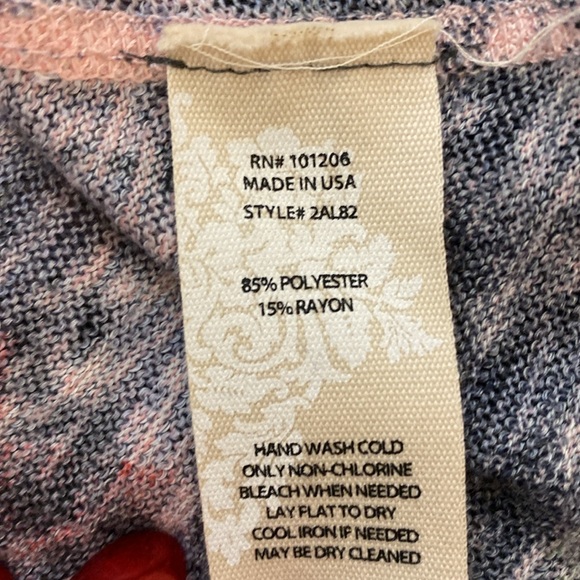 RN# 101206
MADE IN USA
STYLE# 2AL82
85% POLYESTER
15% RAYON
HAND WASH COLD
ONLY NON-CHLORINE
BLEACH WHEN NEEDED
LAY FLAT TO DRY
COOL IRON IF NEEDED
MAY BE DRY CLEANED